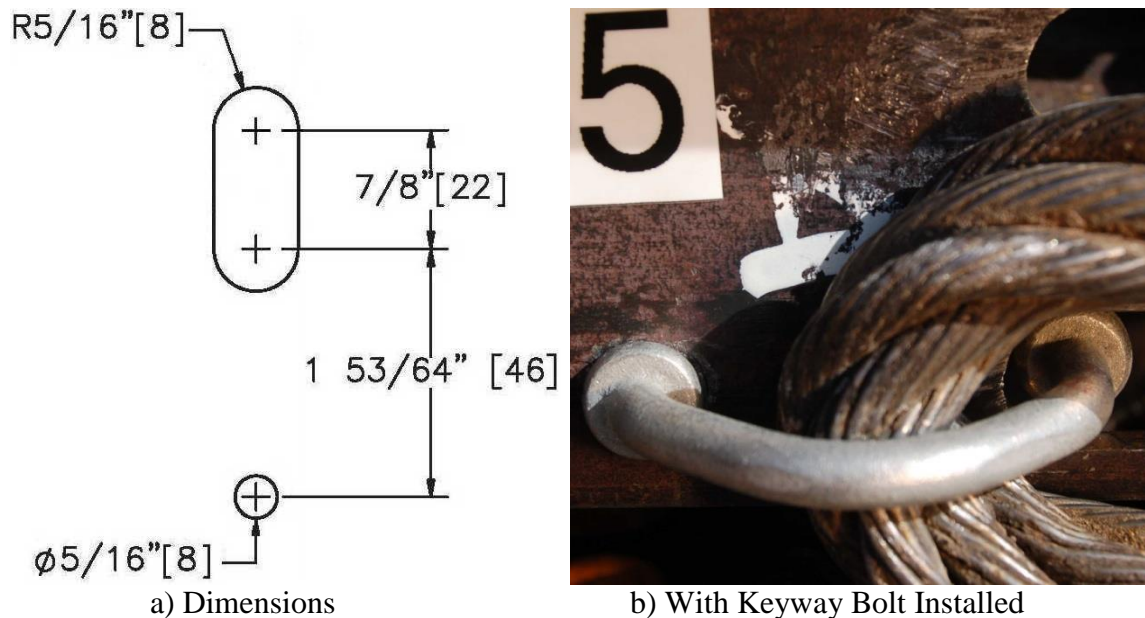 R5/16”[8]
7/8”[22]
1 53/64” [46]
ø5/16”[8]
5
a) Dimensions
b) With Keyway Bolt Installed